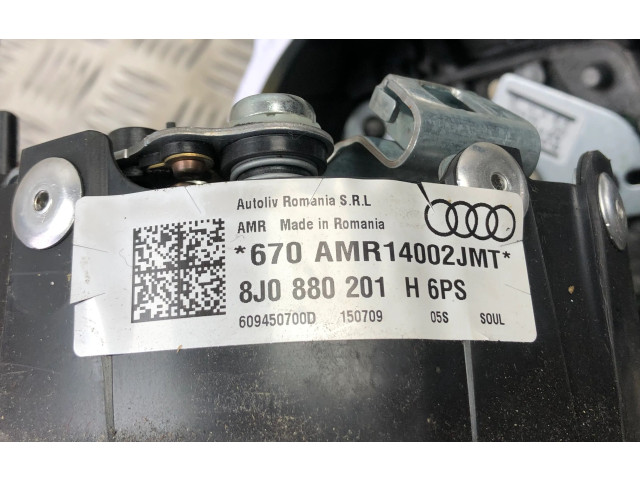 Autoliv Romania S.R.L
AMR Made in Romania
*670 AMR14002JMT*
8J0 880 201 H 6PS
609450700D 150709 05S SOUL